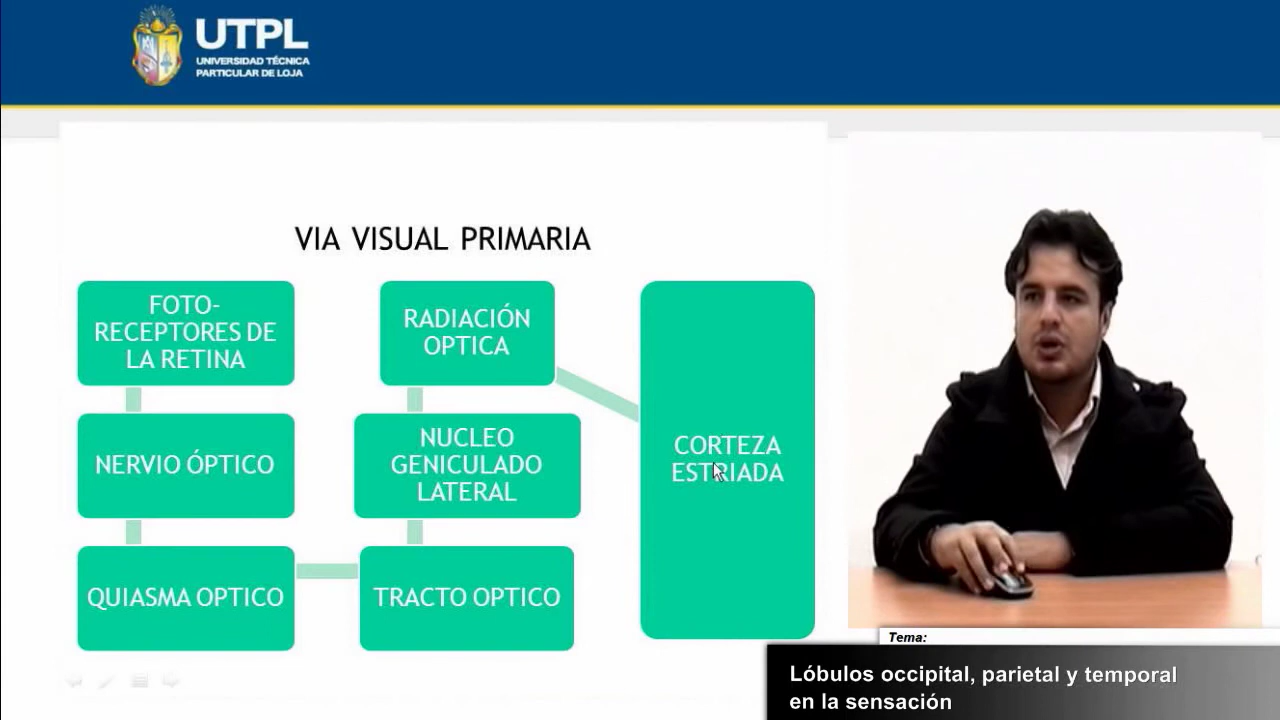 UTPL
UNIVERSIDAD TÉCNICA
PARTICULAR DE LOJA
VIA VISUAL PRIMARIA
FOTO-
RECEPTORES DE
LA RETINA
NERVIO ÓPTICO
QUIASMA OPTICO
RADIACIÓN
OPTICA
NUCLEO
GENICULADO
LATERAL
TRACTO OPTICO
CORTEZA
ESTRIADA
Tema:
Lóbulos occipital, parietal y temporal
en la sensación